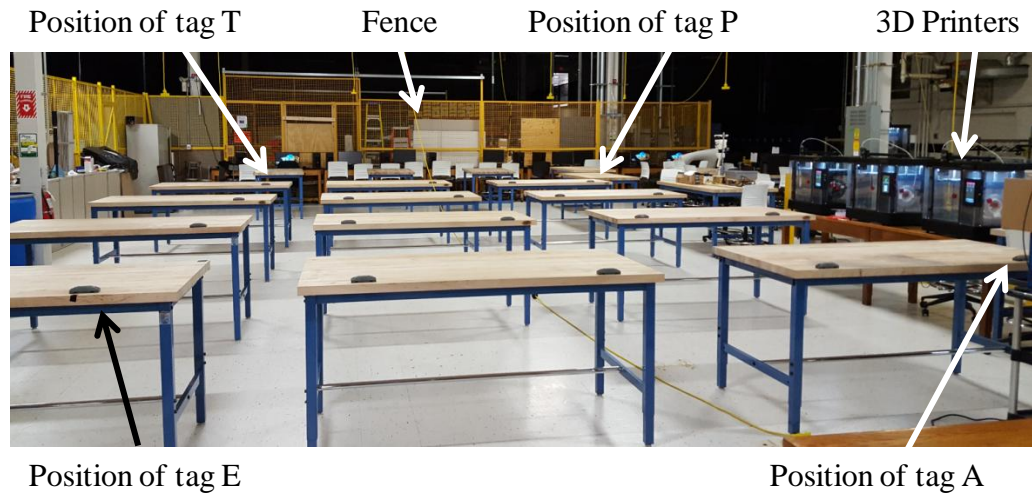 Position of tag T
Fence
Position of tag P
3D Printers
Position of tag E
Position of tag A